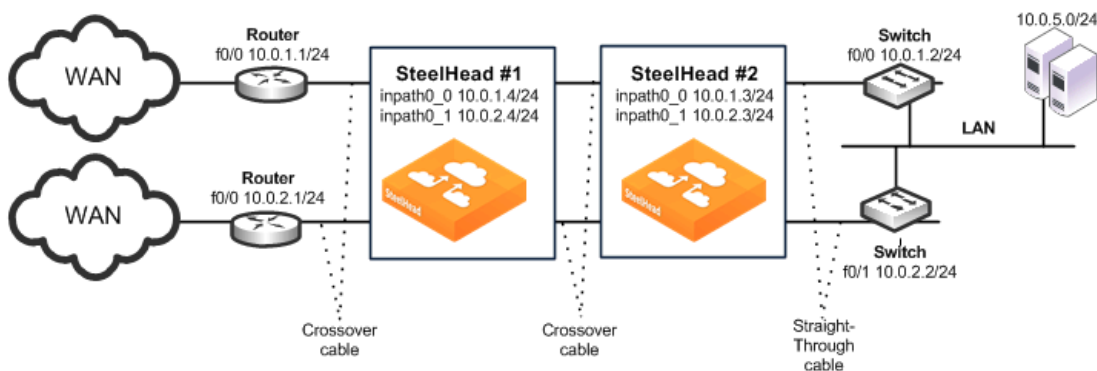 WAN
Router
f0/0 10.0.1.1/24
SteelHead #1
inpath0_0 10.0.1.4/24
inpath0_1 10.0.2.4/24
SteelHead
SteelHead #2
inpath0_0 10.0.1.3/24
inpath0_1 10.0.2.3/24
SteelHead
Switch
f0/0 10.0.1.2/24
10.0.5.0/24
LAN
WAN
Router
f0/0 10.0.2.1/24
Switch
f0/1 10.0.2.2/24
Crossover
cable
Crossover
cable
Straight-
Through
cable